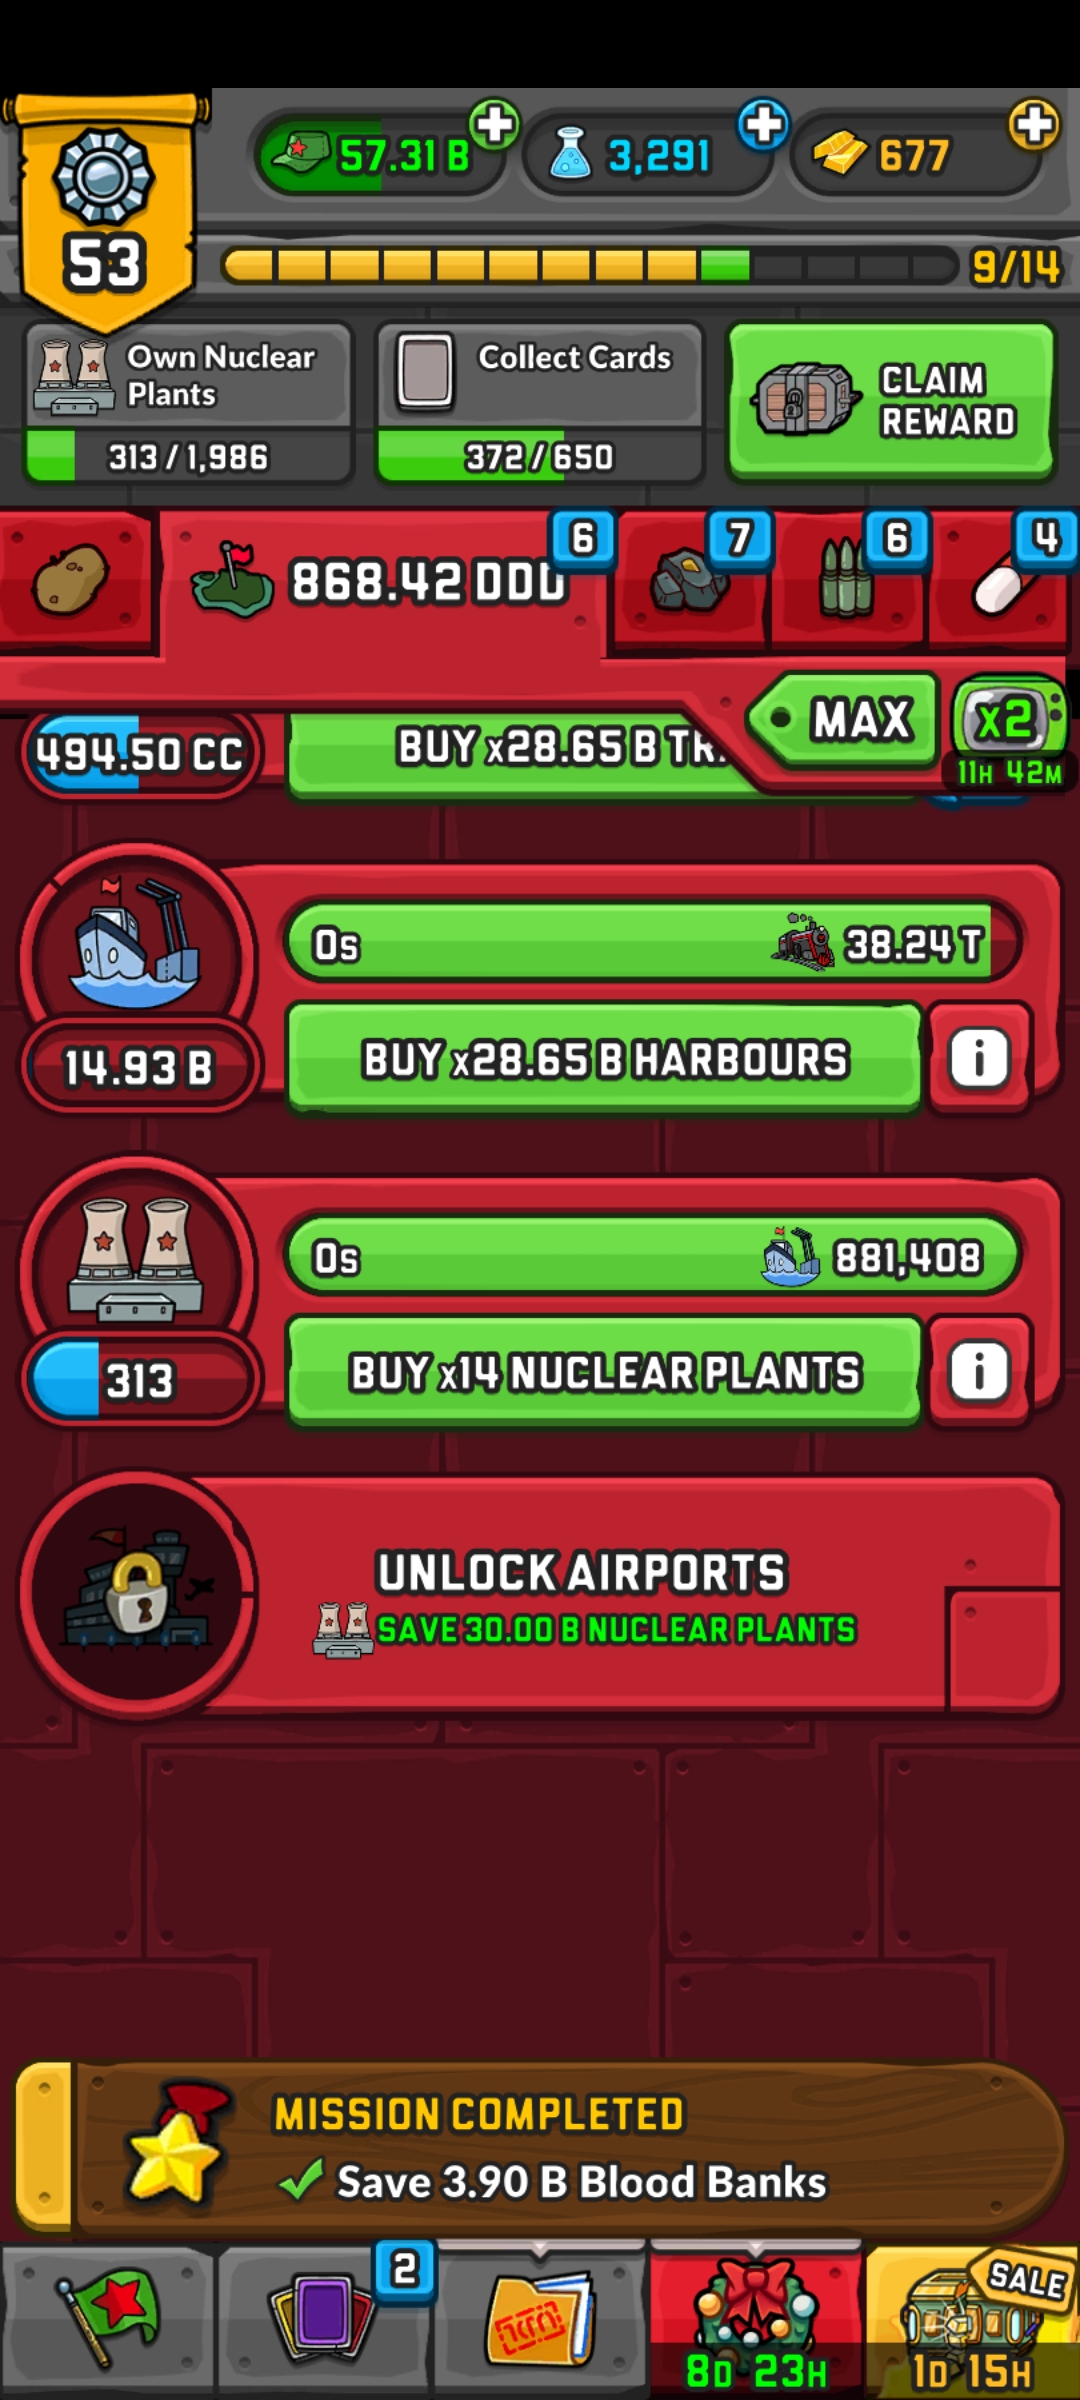 57.31 B
3,291
677
53
9/14
Own Nuclear
Plants
313/1,986
Collect Cards
372/650
CLAIM
REWARD
868.42 DDD
6
7
6
4
494.50 CC
BUY x28.65 B
MAX
x2
11H 42M
0s
38.24 T
14.93 B
BUY x28.65 B HARBOURS
i
0s
881,408
313
BUY x14 NUCLEAR PLANTS
i
UNLOCK AIRPORTS
SAVE 30.00 B NUCLEAR PLANTS
MISSION COMPLETED
Save 3.90 B Blood Banks
2
8D 23H
SALE
1D 15H